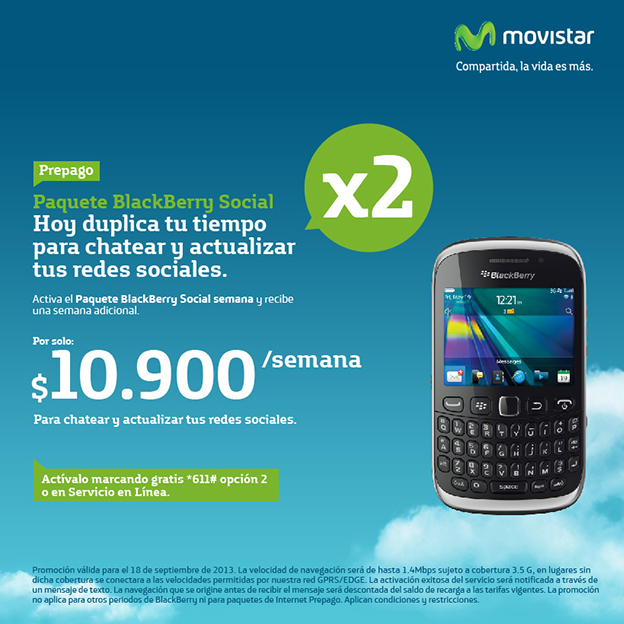 movistar
Compartida, la vida es más.
Prepago
x2
Paquete BlackBerry Social
Hoy duplica tu tiempo
para chatear y actualizar
tus redes sociales.
Activa el Paquete BlackBerry Social semana y recibe
una semana adicional.
Por solo:
$10.900/semana
Para chatear y actualizar tus redes sociales.
Actívalo marcando gratis *611# opción 2
o en Servicio en Línea.
BlackBerry
12:21
Messages
space
Promoción válida para el 18 de septiembre de 2013. La velocidad de navegación será de hasta 1.4Mbps sujeto a cobertura 3.5 G, en lugares sin
dicha cobertura se conectara a las velocidades permitidas por nuestra red GPRS/EDGE. La activación exitosa del servicio será notificada a través de
un mensaje de texto. La navegación que se origine antes de recibir el mensaje será descontada del saldo de recarga a las tarifas vigentes. La promoción
no aplica para otros periodos de BlackBerry ni para paquetes de Internet Prepago. Aplican condiciones y restricciones.